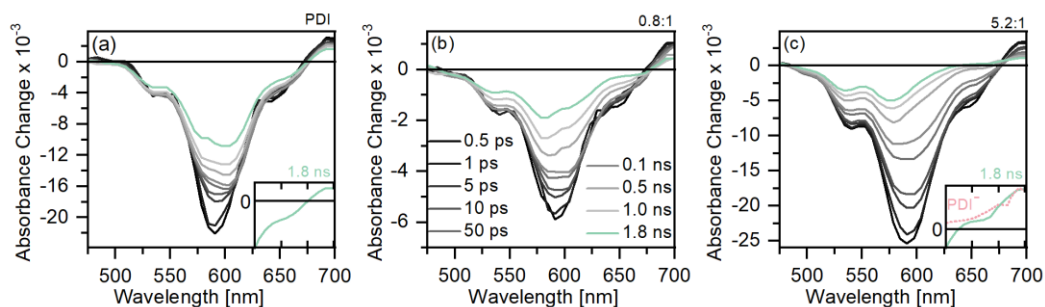 PDI
(a)
Absorbance Change x 10⁻³
0
-4
-8
-12
-16
-20
500
550
600
650
700
Wavelength [nm]
1.8 ns
0
0.8:1
(b)
Absorbance Change x 10⁻³
0
-2
-4
-6
0.5 ps
1 ps
5 ps
10 ps
50 ps
0.1 ns
0.5 ns
1.0 ns
1.8 ns
500
550
600
650
700
Wavelength [nm]
5.2:1
(c)
Absorbance Change x 10⁻³
5
0
-5
-10
-15
-20
-25
500
550
600
650
700
Wavelength [nm]
1.8 ns
PDI⁻
0